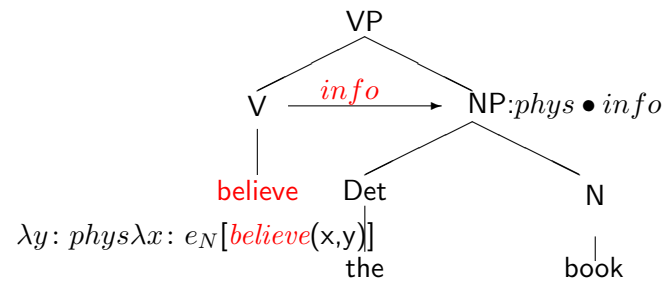 VP
info
V NP:phys • info
believe Det N
λy: physλx: e_N[believe(x,y)]
the book